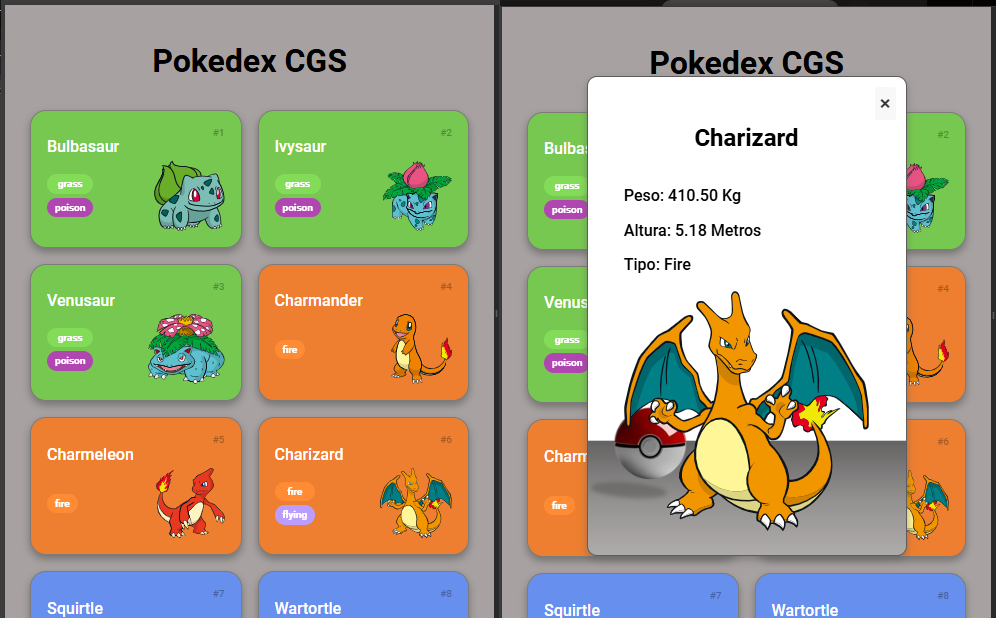 Pokedex CGS
#1
Bulbasaur
grass
poison
#2
Ivysaur
grass
poison
#3
Venusaur
grass
poison
#4
Charmander
fire
#5
Charmeleon
fire
#6
Charizard
fire
flying
#7
Squirtle
#8
Wartortle
Pokedex CGS
×
Charizard
Peso: 410.50 Kg
Altura: 5.18 Metros
Tipo: Fire
Bulbas
grass
poison
#2
Venus
grass
poison
#4
Charm
fire
#6
#7
Squirtle
#8
Wartortle